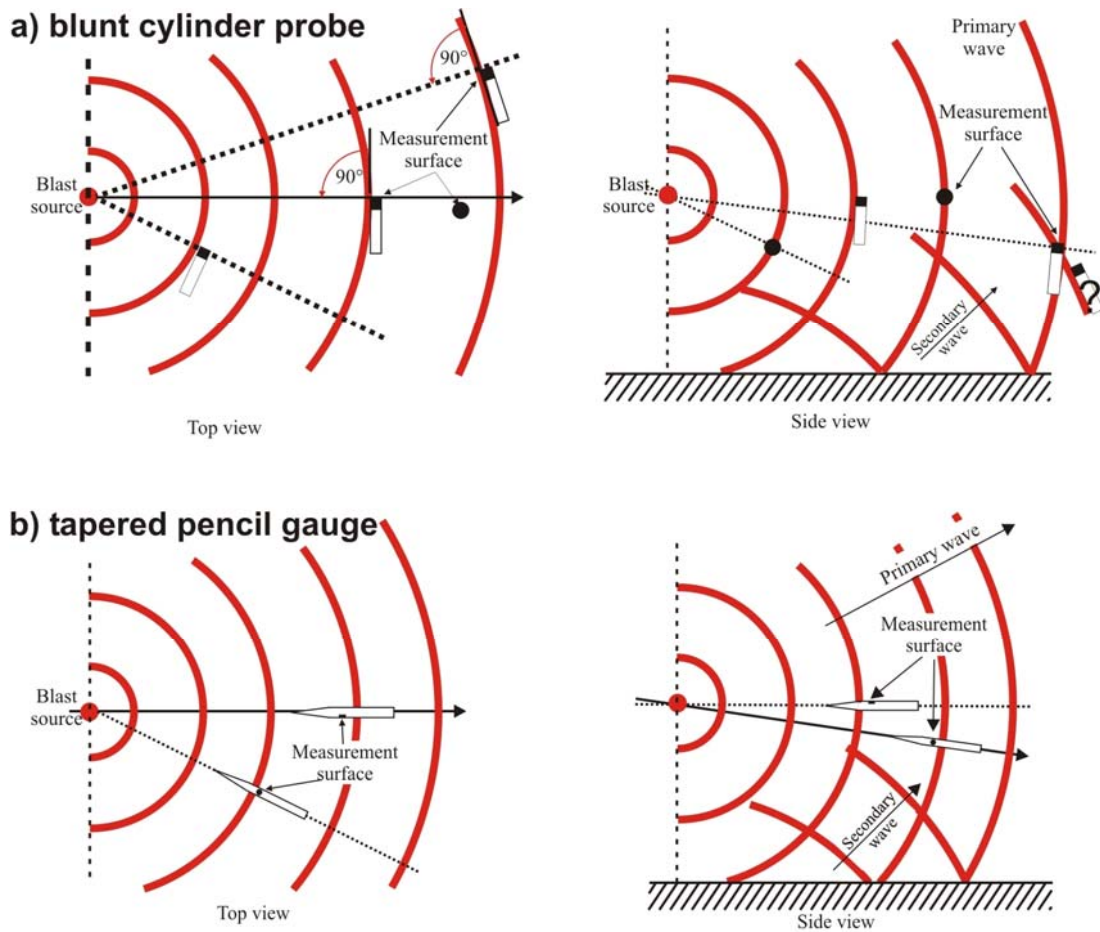 a) blunt cylinder probe
90°
Measurement
surface
90°
Blast
source
Top view
Primary
wave
Measurement
surface
Blast
source
Secondary
wave
?
Side view
b) tapered pencil gauge
Blast
source
Measurement
surface
Top view
Primary wave
Measurement
surface
Blast
source
Secondary
wave
Side view